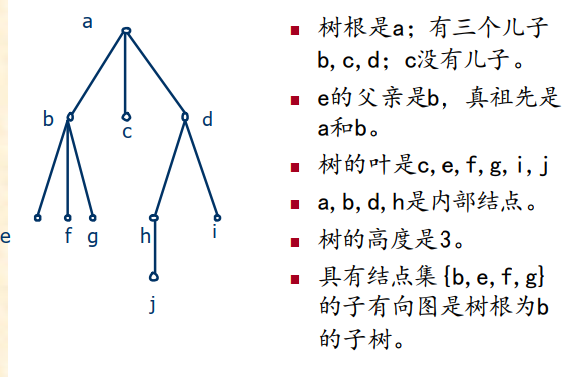 a
b
c
d
e
f
g
h
i
j
树根是a；有三个儿子
b,c,d；c没有儿子。
e的父亲是b，真祖先是
a和b。
树的叶是c,e,f,g,i,j
a,b,d,h是内部结点。
树的高度是3。
具有结点集{b,e,f,g}
的子有向图是树根为b
的子树。